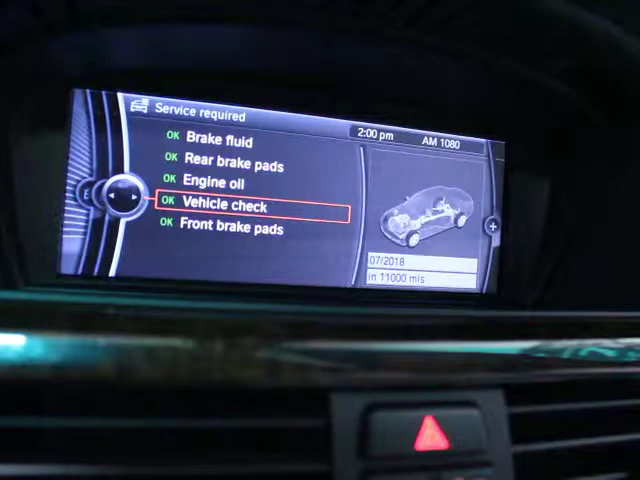 Service required
2:00 pm
AM 1080
OK Brake fluid
OK Rear brake pads
OK Engine oil
OK Vehicle check
OK Front brake pads
07/2018
in 11000 mls